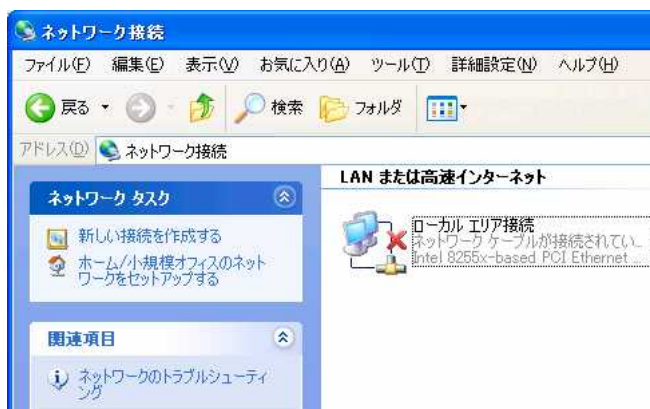 ネットワーク接続
ファイル(F) 編集(E) 表示(V) お気に入り(A) ツール(T) 詳細設定(N) ヘルプ(H)
戻る 検索 フォルダ
アドレス(D) ネットワーク接続
ネットワーク タスク
新しい接続を作成する
ホーム/小規模オフィスのネット
ワークをセットアップする
関連項目
ネットワークのトラブルシューティ
ング
LAN または高速インターネット
ローカル エリア接続
ネットワーク ケーブルが接続されてい...
Intel 8255x-based PCI Ethernet ...